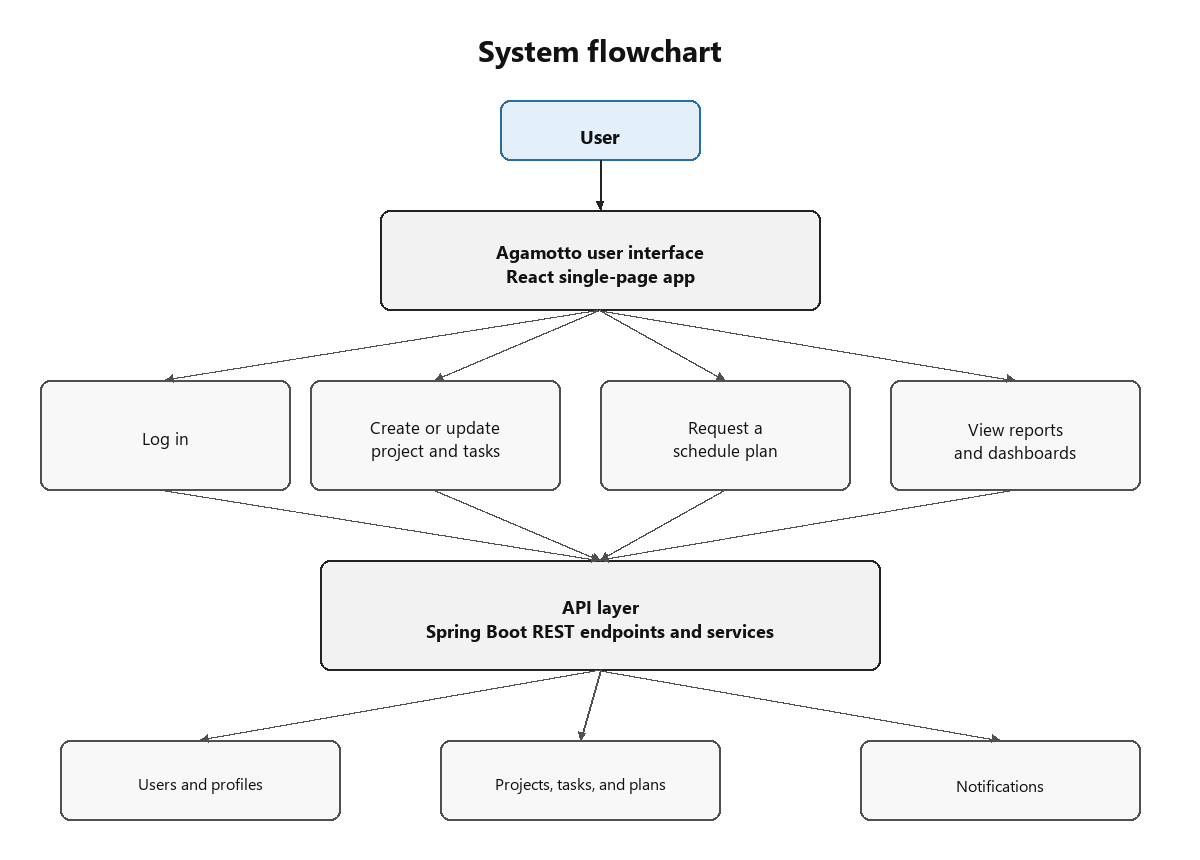 System flowchart
User
Agamotto user interface
React single-page app
Log in
Create or update
project and tasks
Request a
schedule plan
View reports
and dashboards
API layer
Spring Boot REST endpoints and services
Users and profiles
Projects, tasks, and plans
Notifications